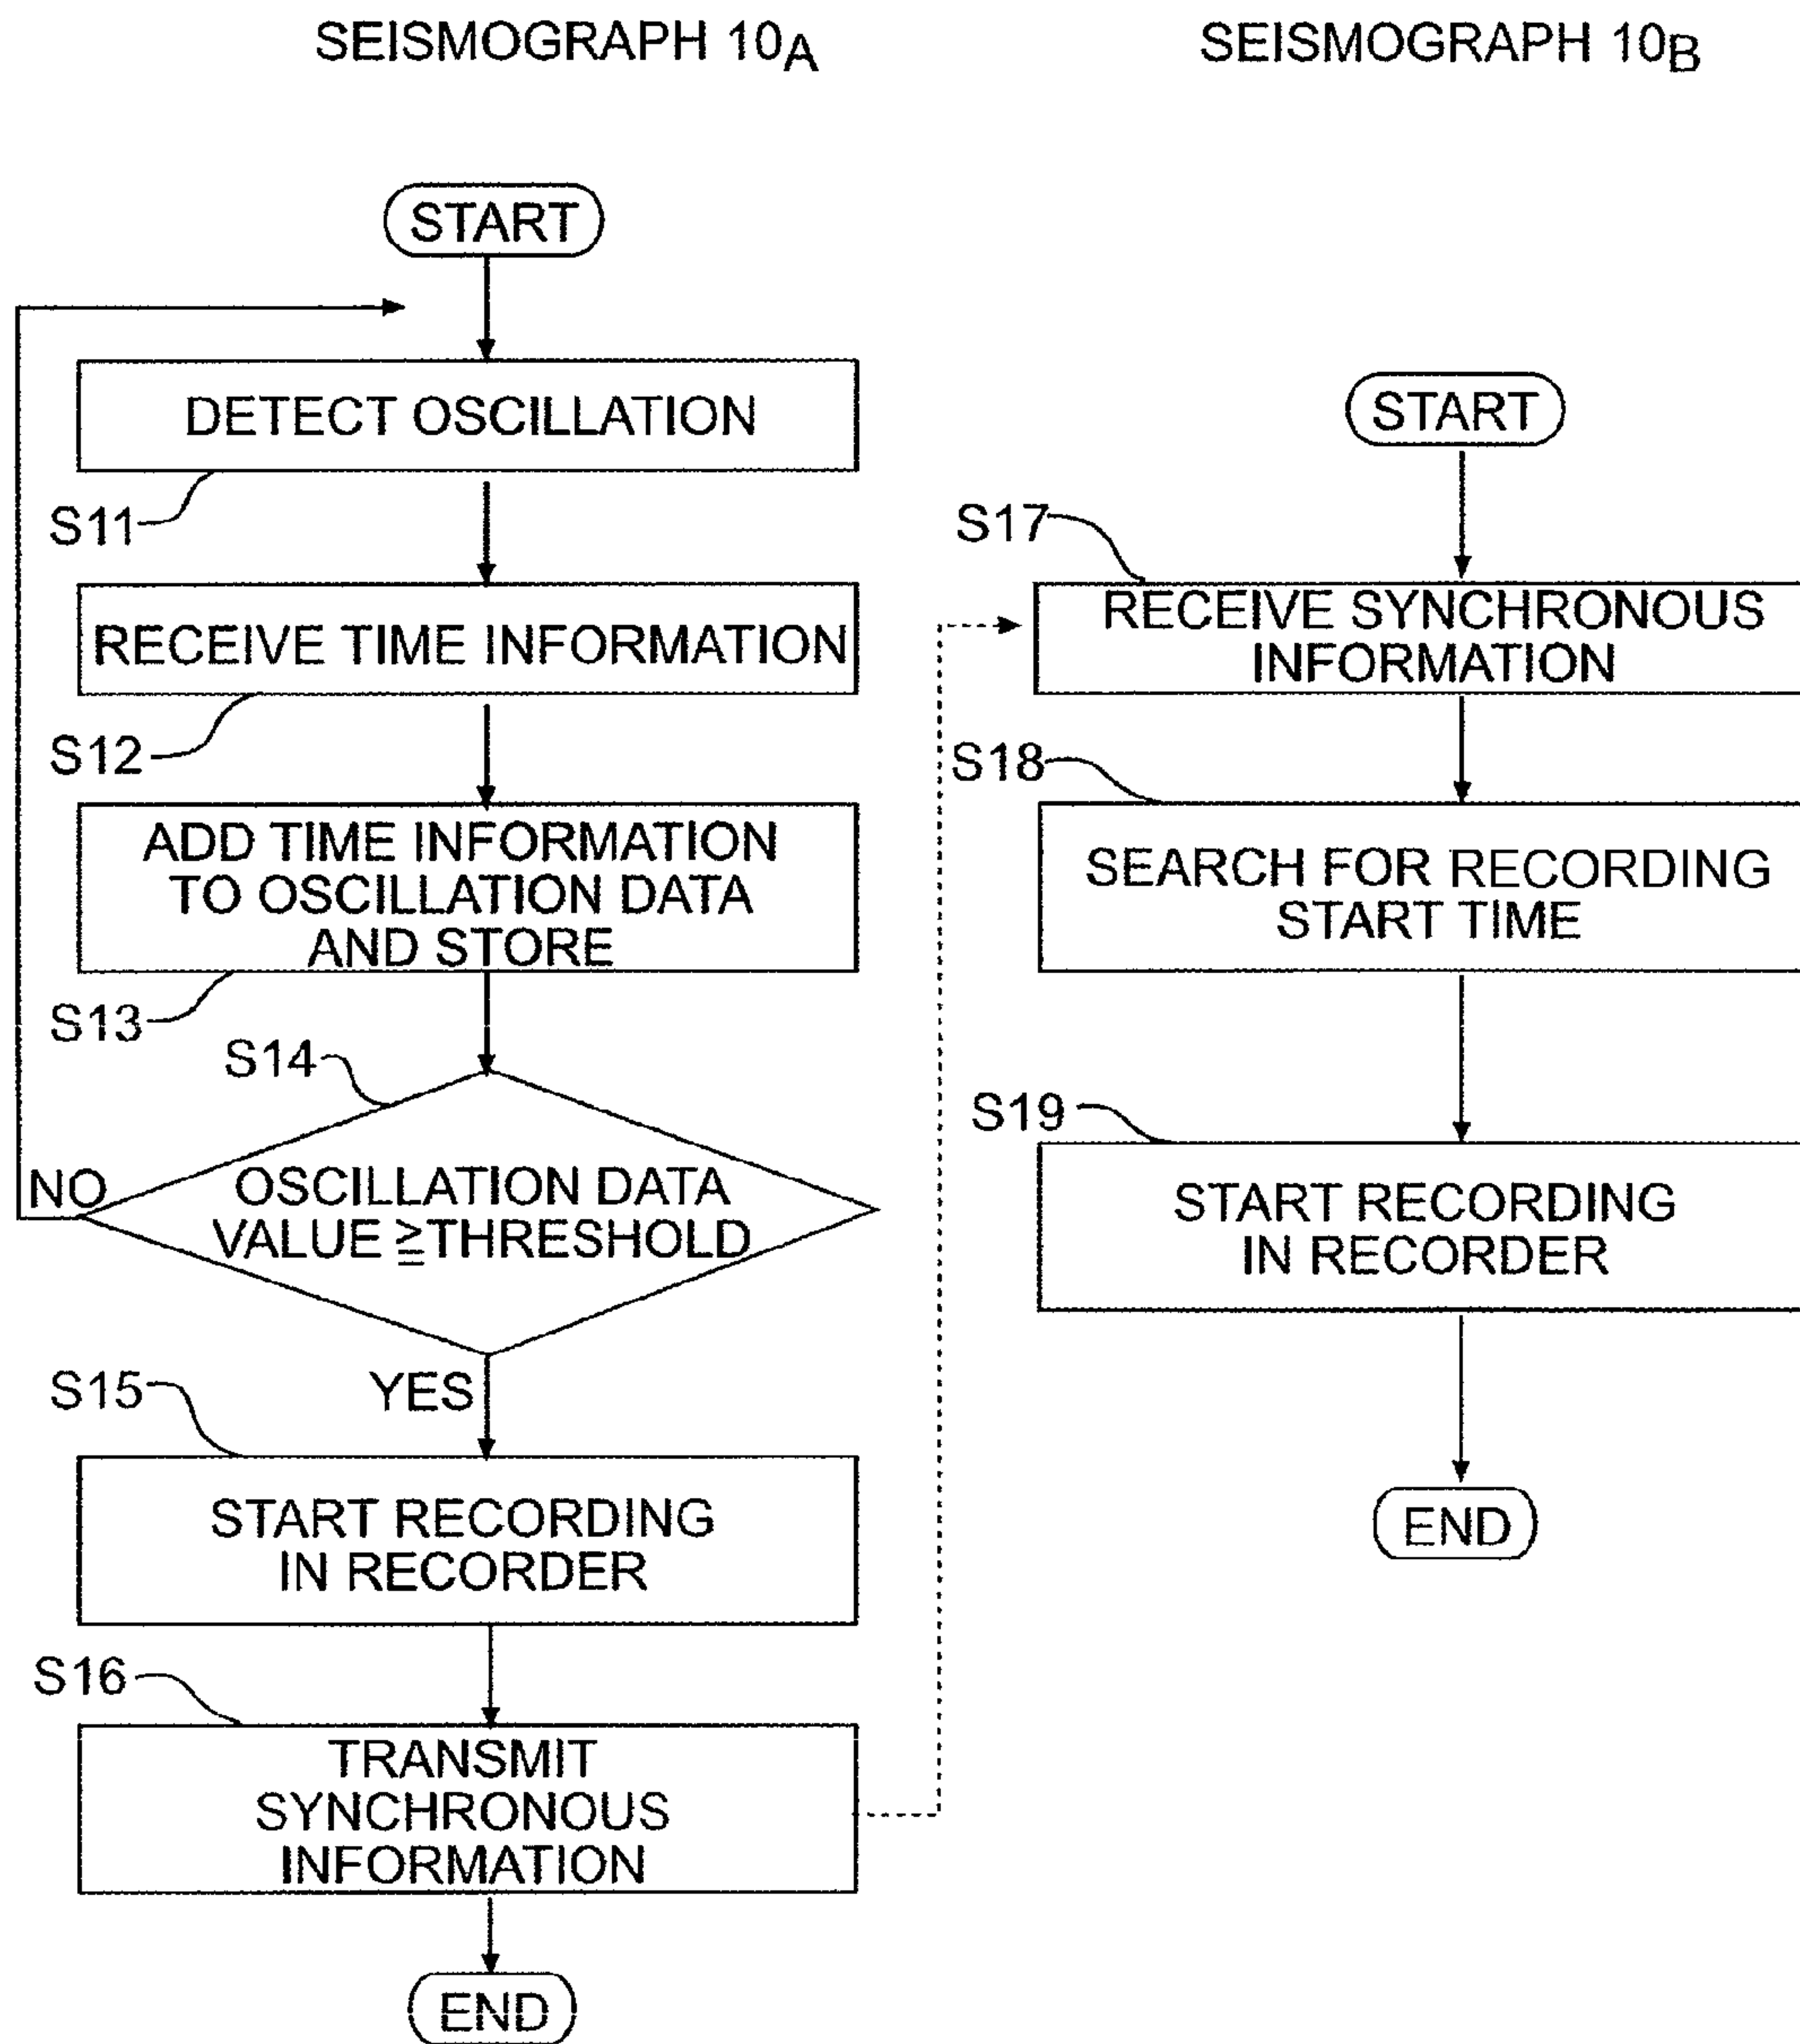 SEISMOGRAPH 10A
START
DETECT OSCILLATION
S11
RECEIVE TIME INFORMATION
S12
ADD TIME INFORMATION
TO OSCILLATION DATA
AND STORE
S13
S14
NO
OSCILLATION DATA
VALUE ≧THRESHOLD
YES
S15
START RECORDING
IN RECORDER
S16
TRANSMIT
SYNCHRONOUS
INFORMATION
END
SEISMOGRAPH 10B
START
S17
RECEIVE SYNCHRONOUS
INFORMATION
S18
SEARCH FOR RECORDING
START TIME
S19
START RECORDING
IN RECORDER
END